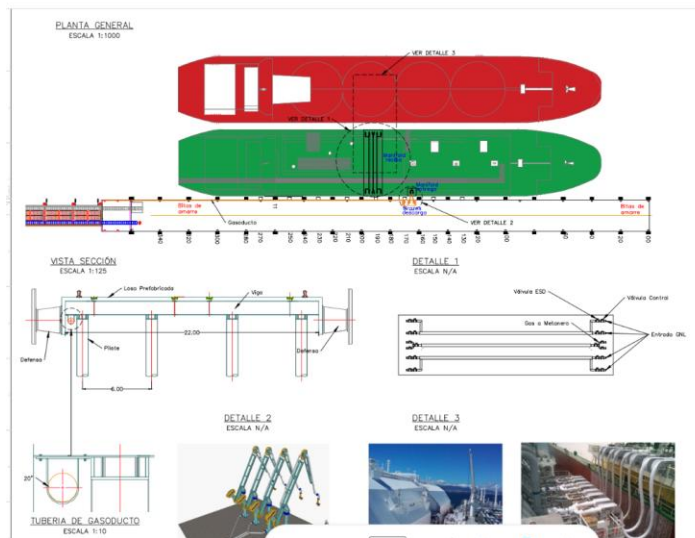 PLANTA GENERAL
ESCALA 1:1000
VER DETALLE 3
VER DETALLE 1
Manifold
Bitas de
amarre
Gasoducto
descarga
VER DETALLE 2
Bitas de
amarre
VISTA SECCIÓN
ESCALA 1:125
Losa Prefabricada
Viga
22.00
Defensa
Pilote
Defensa
6.00
DETALLE 1
ESCALA N/A
Válvula ESD
Válvula Control
Gas a Metanero
Entrada GNL
DETALLE 2
ESCALA N/A
DETALLE 3
ESCALA N/A
20"
TUBERIA DE GASODUCTO
ESCALA 1:10